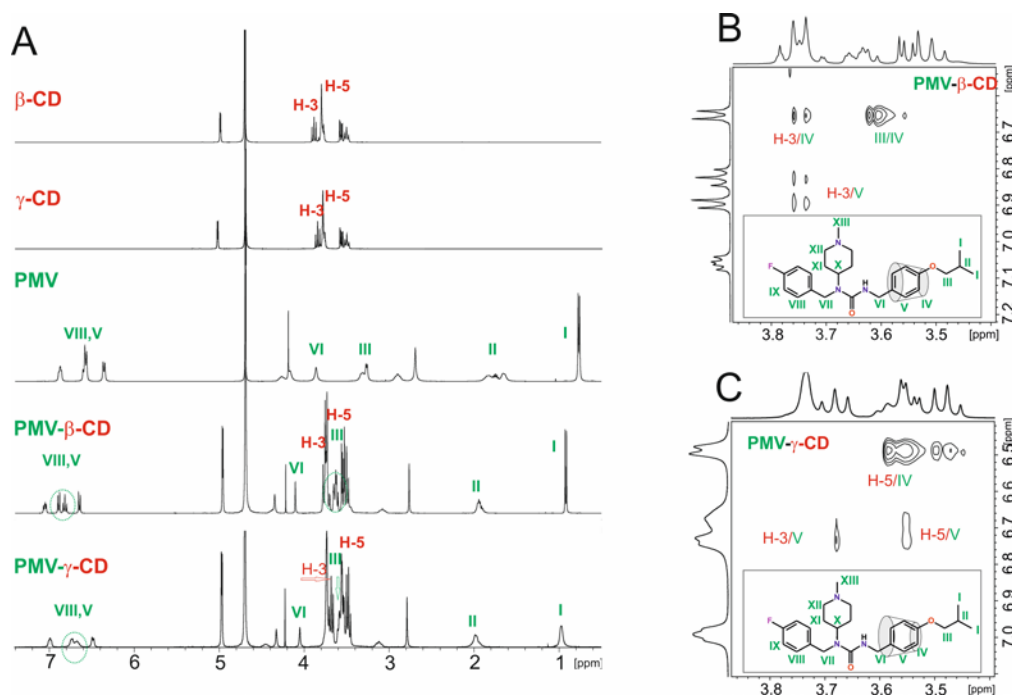 A
β-CD
H-3
H-5
γ-CD
H-3
H-5
PMV
VIII,V
VI
III
II
I
PMV-β-CD
VIII,V
VI
H-3
III
H-5
II
I
PMV-γ-CD
VIII,V
VI
H-3
III
H-5
II
I
7 6 5 4 3 2 1 [ppm]
B
[ppm]
PMV-β-CD
H-3/IV
III/IV
H-3/V
6.7
6.8
6.9
7.0
7.1
7.2
XIII
N
XII
XI
X
F
IX
VIII
VII
N
O
H
N
VI
V
IV
O
III
II
I
I
3.8 3.7 3.6 3.5 [ppm]
C
[ppm]
PMV-γ-CD
H-5/IV
H-3/V
H-5/V
6.5
6.6
6.7
6.8
6.9
7.0
XIII
N
XII
XI
X
F
IX
VIII
VII
N
O
H
N
VI
V
IV
O
III
II
I
I
3.8 3.7 3.6 3.5 [ppm]